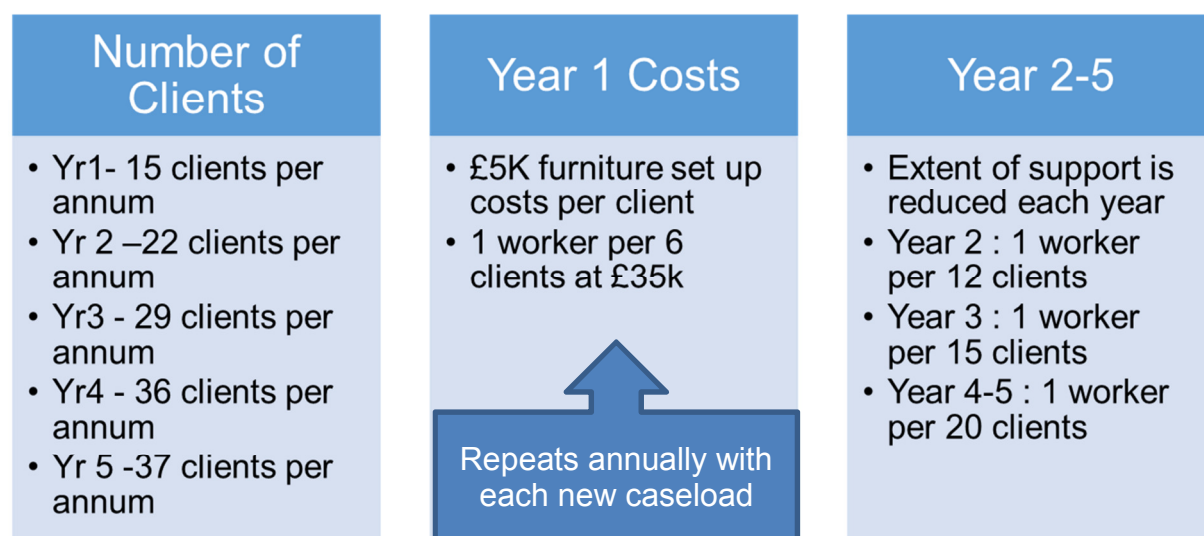 Number of
Clients
• Yr1- 15 clients per
annum
• Yr 2 –22 clients per
annum
• Yr3 - 29 clients per
annum
• Yr4 - 36 clients per
annum
• Yr 5 -37 clients per
annum
Year 1 Costs
• £5K furniture set up
costs per client
• 1 worker per 6
clients at £35k
Repeats annually with
each new caseload
Year 2-5
• Extent of support is
reduced each year
• Year 2 : 1 worker
per 12 clients
• Year 3 : 1 worker
per 15 clients
• Year 4-5 : 1 worker
per 20 clients